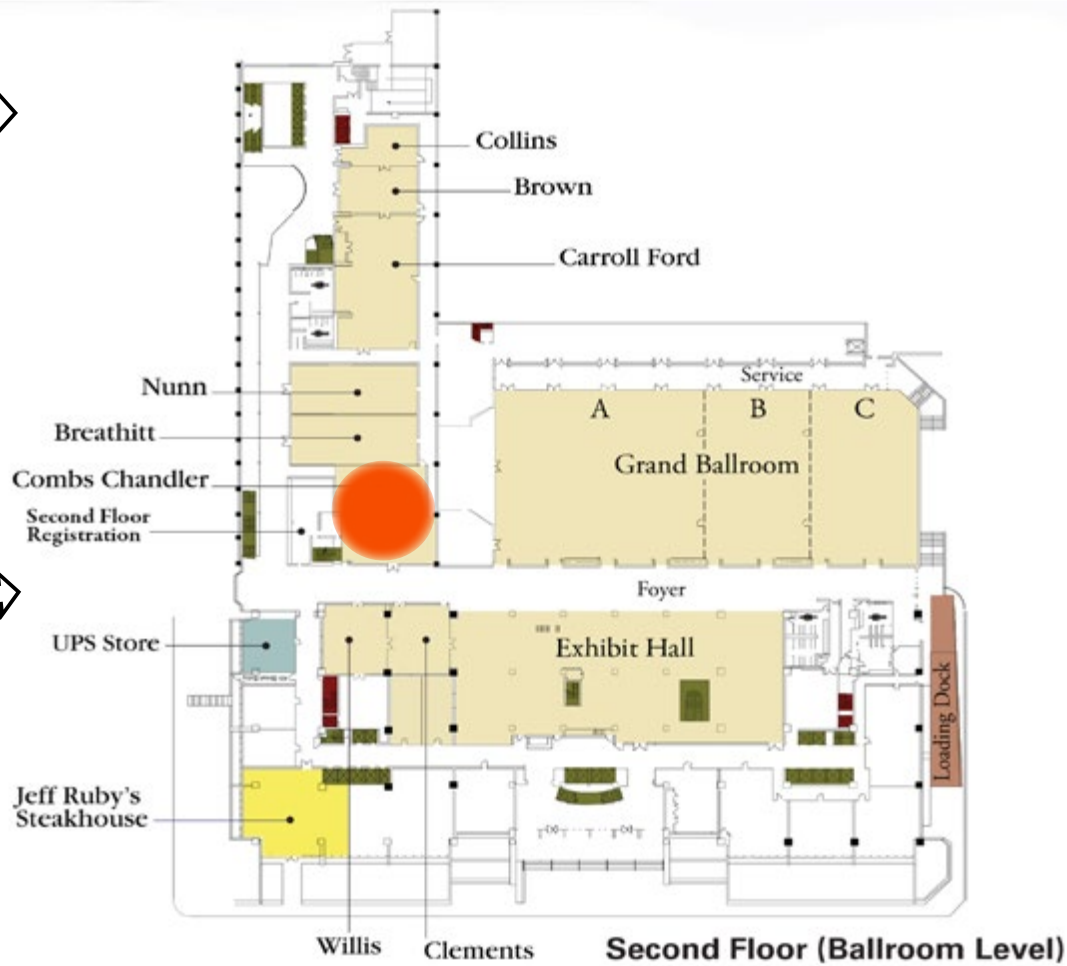 Collins
Brown
Carroll Ford
Nunn
Service
A B C
Breathitt
Grand Ballroom
Combs Chandler
Second Floor
Registration
Foyer
UPS Store
Exhibit Hall
Loading Dock
Jeff Ruby's
Steakhouse
Willis
Clements
Second Floor (Ballroom Level)